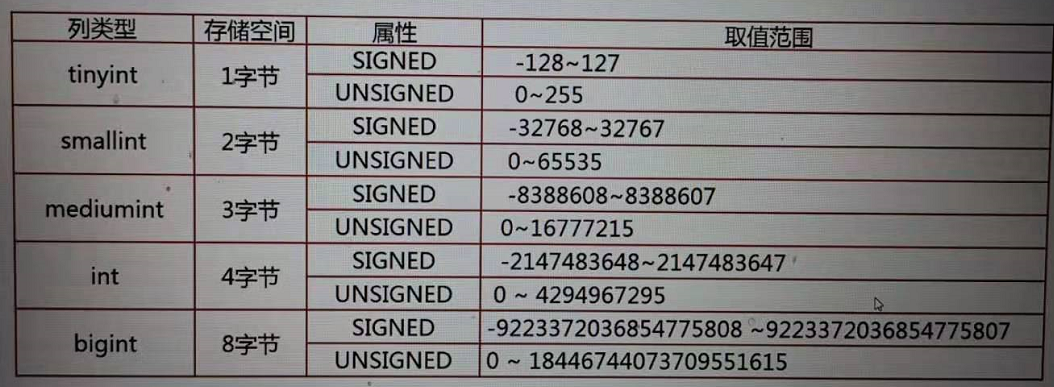 列类型 存储空间 属性 取值范围
tinyint 1字节 SIGNED -128~127
UNSIGNED 0~255
smallint 2字节 SIGNED -32768~32767
UNSIGNED 0~65535
mediumint 3字节 SIGNED -8388608~8388607
UNSIGNED 0~16777215
int 4字节 SIGNED -2147483648~2147483647
UNSIGNED 0 ~ 4294967295
bigint 8字节 SIGNED -9223372036854775808 ~9223372036854775807
UNSIGNED 0 ~ 18446744073709551615